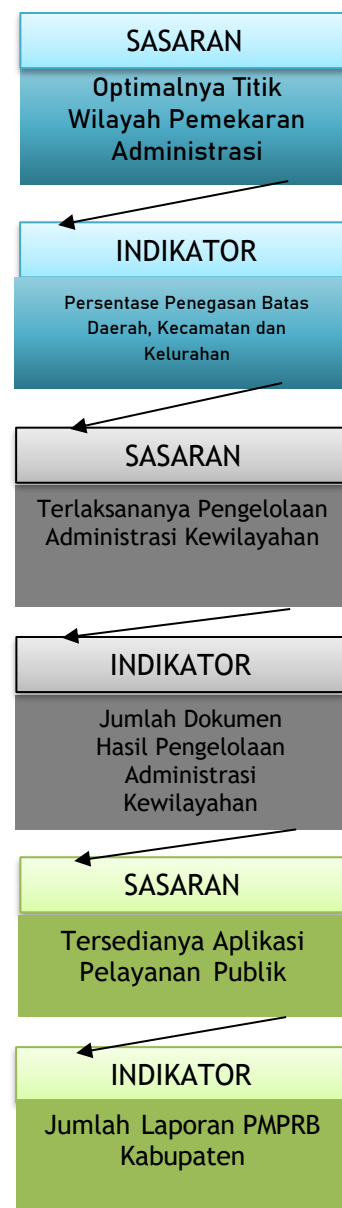 SASARAN
Optimalnya Titik
Wilayah Pemekaran
Administrasi
INDIKATOR
Persentase Penegasan Batas
Daerah, Kecamatan dan
Kelurahan
SASARAN
Terlaksananya Pengelolaan
Administrasi Kewilayahan
INDIKATOR
Jumlah Dokumen
Hasil Pengelolaan
Administrasi
Kewilayahan
SASARAN
Tersedianya Aplikasi
Pelayanan Publik
INDIKATOR
Jumlah Laporan PMPRB
Kabupaten